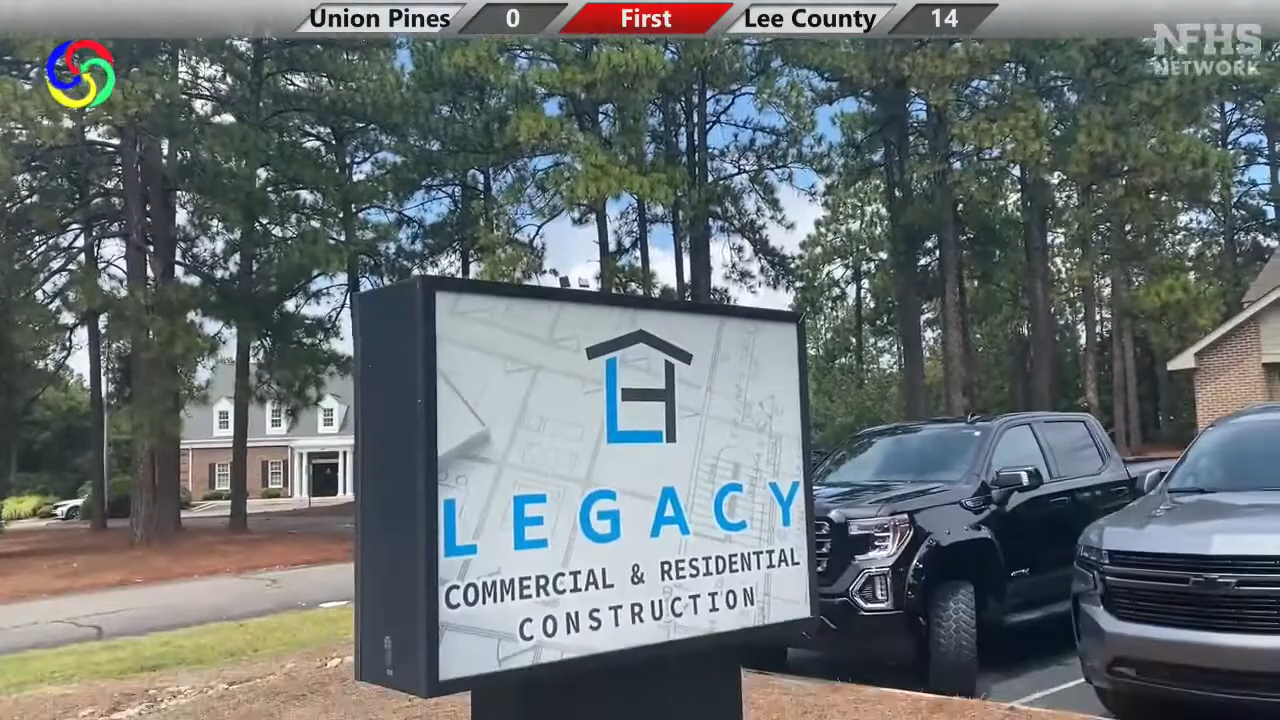 Union Pines 0 First Lee County 14
NFHS
NETWORK
LEGACY
COMMERCIAL & RESIDENTIAL
CONSTRUCTION